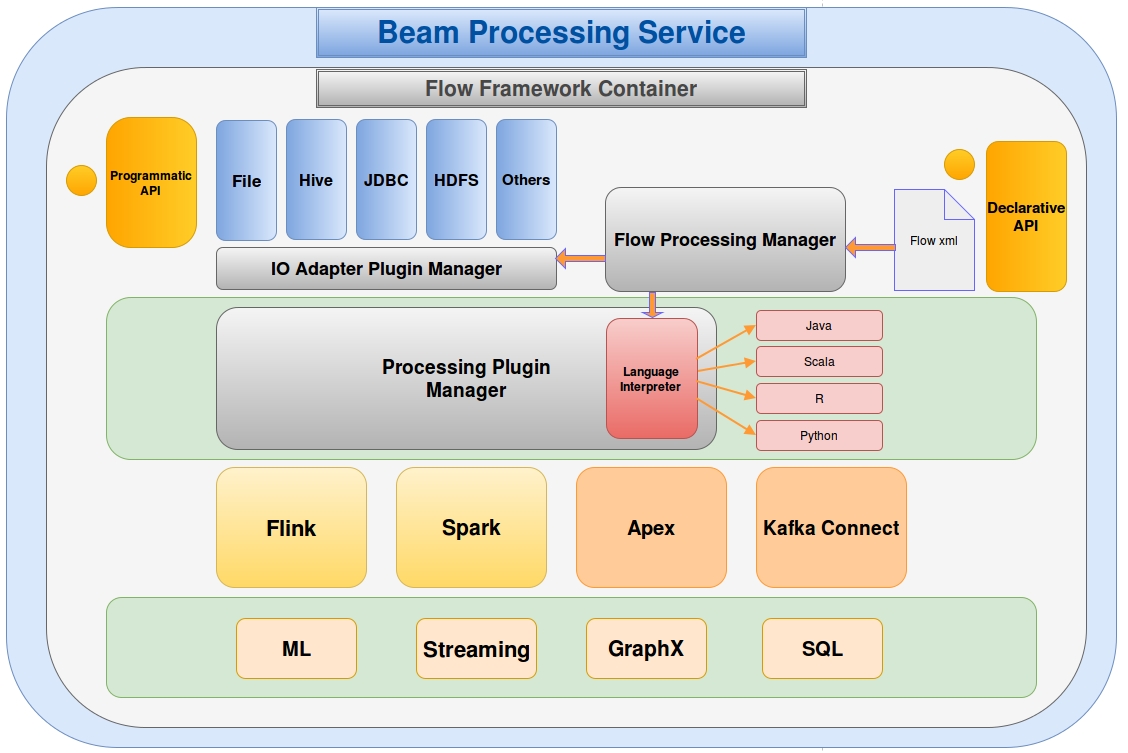 Beam Processing Service
Flow Framework Container
Programmatic
API
File
Hive
JDBC
HDFS
Others
IO Adapter Plugin Manager
Flow Processing Manager
Flow xml
Declarative
API
Processing Plugin
Manager
Language
Interpreter
Java
Scala
R
Python
Flink
Spark
Apex
Kafka Connect
ML
Streaming
GraphX
SQL